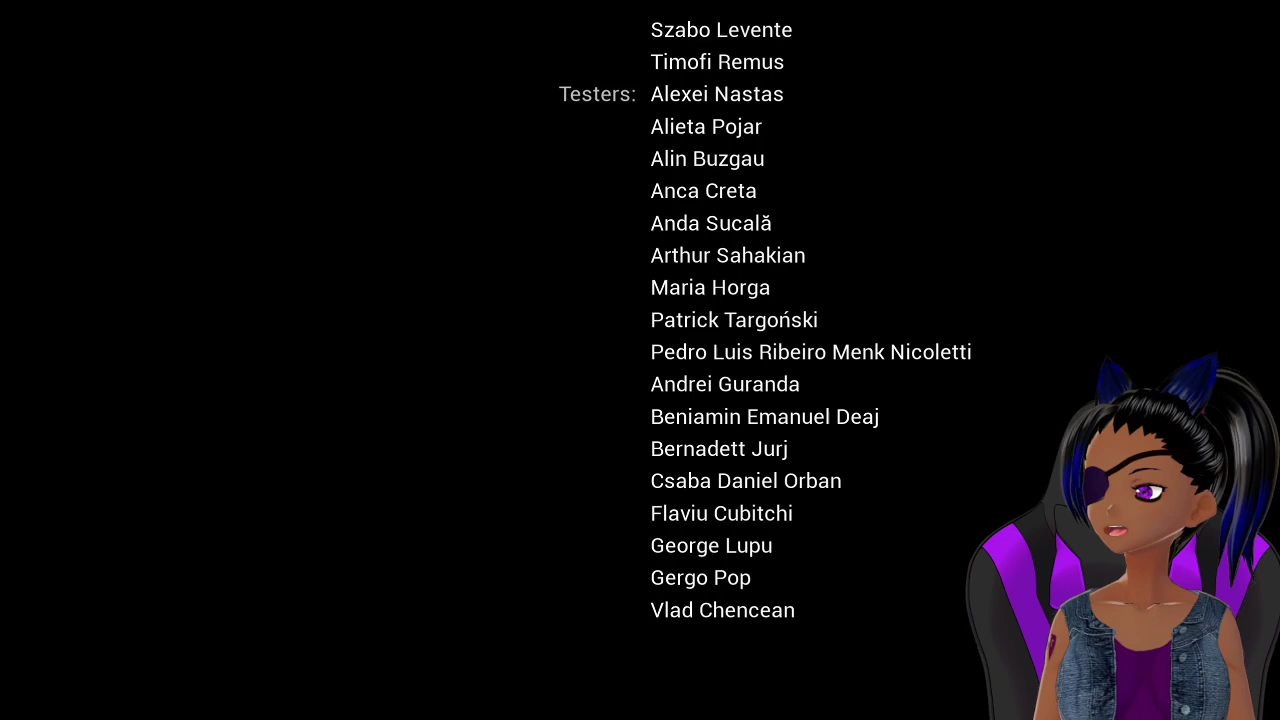 Szabo Levente
Timofi Remus
Testers: Alexei Nastas
Alieta Pojar
Alin Buzgau
Anca Creta
Anda Sucală
Arthur Sahakian
Maria Horga
Patrick Targoński
Pedro Luis Ribeiro Menk Nicoletti
Andrei Guranda
Beniamin Emanuel Deaj
Bernadett Jurj
Csaba Daniel Orban
Flaviu Cubitchi
George Lupu
Gergo Pop
Vlad Chencean